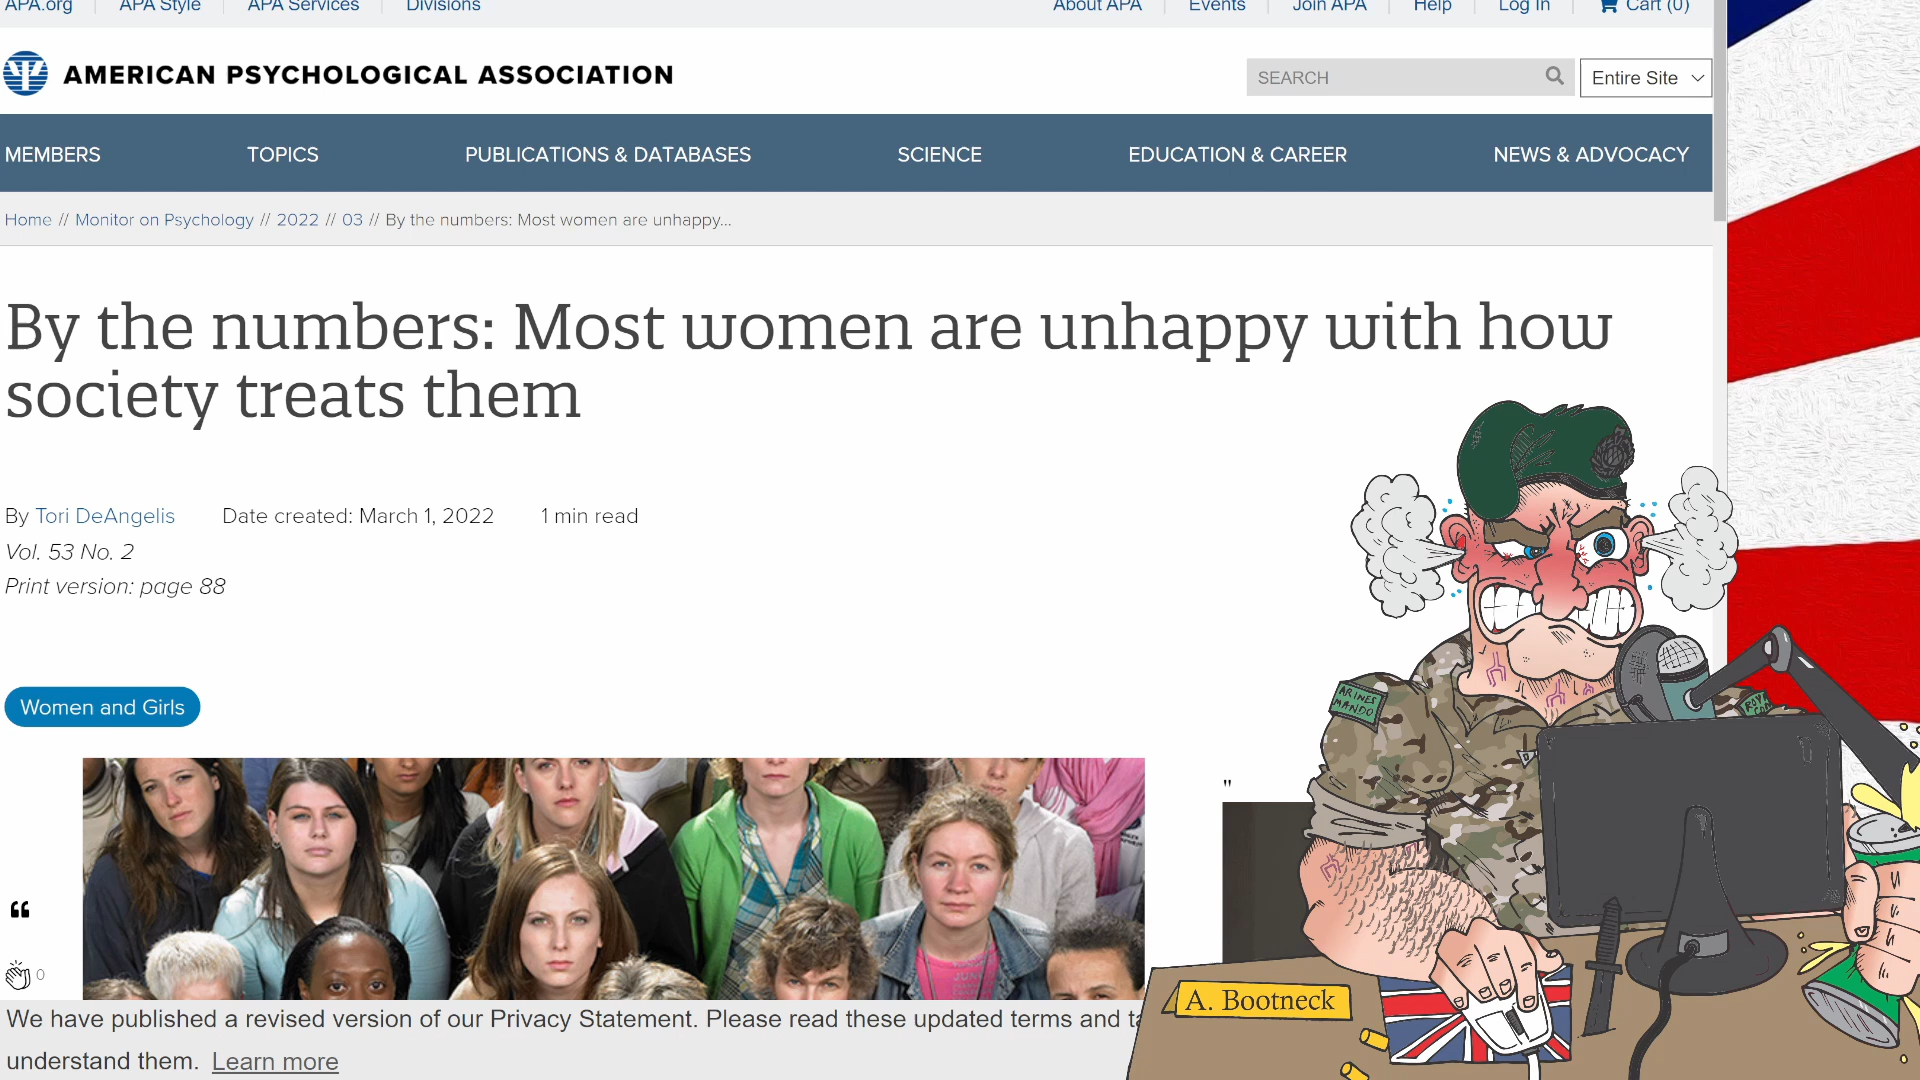 APA.org APA Style APA Services Divisions About APA Events Join APA Help Log In Cart (0)
AMERICAN PSYCHOLOGICAL ASSOCIATION
SEARCH Entire Site
MEMBERS TOPICS PUBLICATIONS & DATABASES SCIENCE EDUCATION & CAREER NEWS & ADVOCACY
Home // Monitor on Psychology // 2022 // 03 // By the numbers: Most women are unhappy...
By the numbers: Most women are unhappy with how
society treats them
By Tori DeAngelis Date created: March 1, 2022 1 min read
Vol. 53 No. 2
Print version: page 88
Women and Girls
ARINES
MANDO
"
“
0
A. Bootneck
We have published a revised version of our Privacy Statement. Please read these updated terms and
understand them. Learn more